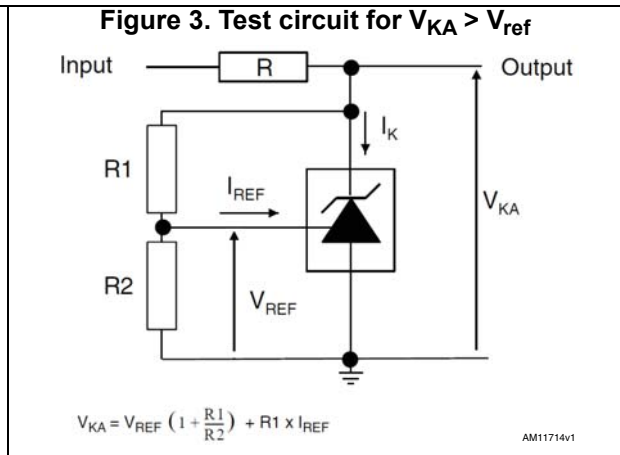 Figure 3. Test circuit for VKA > Vref
Input
R
Output
IK
R1
IREF
VKA
R2
VREF
VKA = VREF (1 + R1/R2) + R1 x IREF
AM11714v1